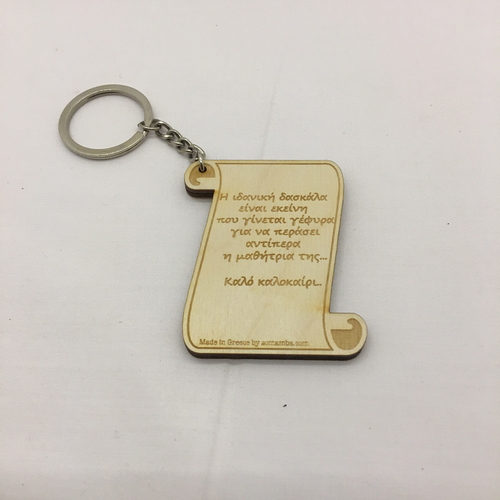 Η ιδανική δασκάλα
είναι εκείνη
που γίνεται γέφυρα
για να περάσει
αντίπερα
η μαθήτρια της...
Καλό καλοκαίρι..
Made in Greece by